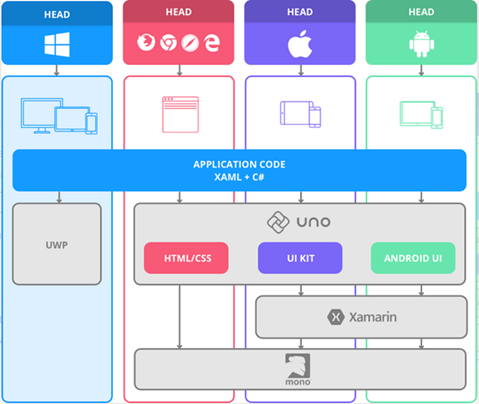 HEAD
HEAD
HEAD
HEAD
APPLICATION CODE
XAML + C#
UWP
uno
HTML/CSS
UI KIT
ANDROID UI
Xamarin
mono